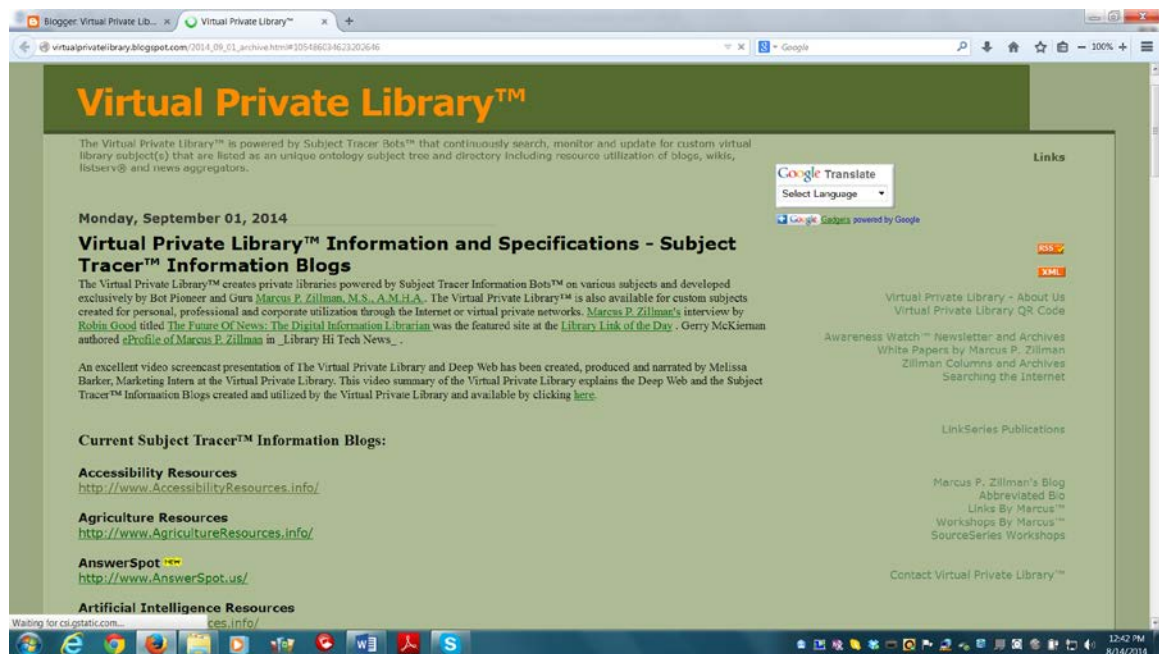 Blogger: Virtual Private Lib...
Virtual Private Library™
virtualprivatelibrary.blogspot.com/2014_09_01_archive.html#105486034623202646
Google
100%
Virtual Private Library™
The Virtual Private Library™ is powered by Subject Tracer Bots™ that continuously search, monitor and update for custom virtual
library subject(s) that are listed as an unique ontology subject tree and directory including resource utilization of blogs, wikis,
listserv® and news aggregators.
Links
Google Translate
Select Language
Google Gadgets powered by Google
Monday, September 01, 2014
Virtual Private Library™ Information and Specifications - Subject
Tracer™ Information Blogs
The Virtual Private Library™ creates private libraries powered by Subject Tracer Information Bots™ on various subjects and developed
exclusively by Bot Pioneer and Guru Marcus P. Zillman, M.S., A.M.H.A.. The Virtual Private Library™ is also available for custom subjects
created for personal, professional and corporate utilization through the Internet or virtual private networks. Marcus P. Zillman's interview by
Robin Good titled The Future Of News: The Digital Information Librarian was the featured site at the Library Link of the Day . Gerry McKiernan
authored eProfile of Marcus P. Zillman in _Library Hi Tech News_ .
An excellent video screencast presentation of The Virtual Private Library and Deep Web has been created, produced and narrated by Melissa
Barker, Marketing Intern at the Virtual Private Library. This video summary of the Virtual Private Library explains the Deep Web and the Subject
Tracer™ Information Blogs created and utilized by the Virtual Private Library and available by clicking here.
Current Subject Tracer™ Information Blogs:
Accessibility Resources
http://www.AccessibilityResources.info/
Agriculture Resources
http://www.AgricultureResources.info/
AnswerSpot NEW
http://www.AnswerSpot.us/
Artificial Intelligence Resources
ces.info/
RSS
XML
Virtual Private Library - About Us
Virtual Private Library QR Code
Awareness Watch™ Newsletter and Archives
White Papers by Marcus P. Zillman
Zillman Columns and Archives
Searching the Internet
LinkSeries Publications
Marcus P. Zillman's Blog
Abbreviated Bio
Links By Marcus™
Workshops By Marcus™
SourceSeries Workshops
Contact Virtual Private Library™
Waiting for csi.gstatic.com...
12:42 PM
8/14/2014